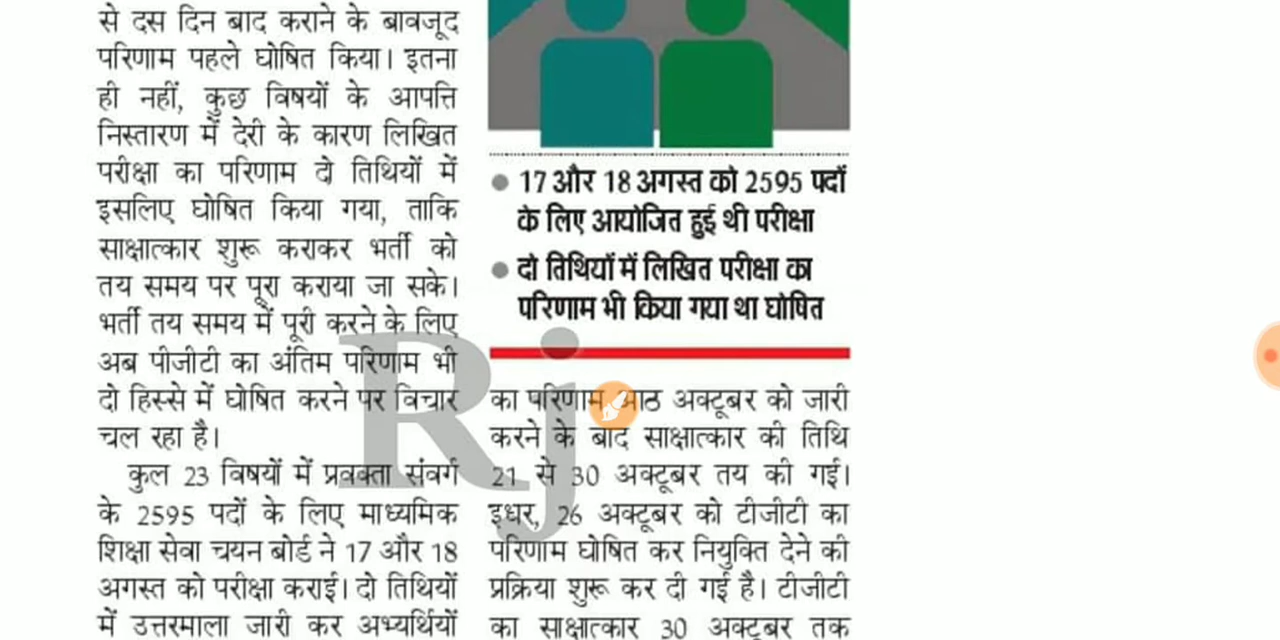 से दस दिन बाद कराने के बावजूद
परिणाम पहले घोषित किया। इतना
ही नहीं, कुछ विषयों के आपत्ति
निस्तारण में देरी के कारण लिखित
परीक्षा का परिणाम दो तिथियों में
इसलिए घोषित किया गया, ताकि
साक्षात्कार शुरू कराकर भर्ती को
तय समय पर पूरा कराया जा सके।
भर्ती तय समय में पूरी करने के लिए
अब पीजीटी का अंतिम परिणाम भी
दो हिस्से में घोषित करने पर विचार
चल रहा है।
कुल 23 विषयों में प्रवक्ता संवर्ग
के 2595 पदों के लिए माध्यमिक
शिक्षा सेवा चयन बोर्ड ने 17 और 18
अगस्त को परीक्षा कराई। दो तिथियों
में उत्तरमाला जारी कर अभ्यर्थियों
17 और 18 अगस्त को 2595 पदों
के लिए आयोजित हुई थी परीक्षा
दो तिथियों में लिखित परीक्षा का
परिणाम भी किया गया था घोषित
का परिणाम आठ अक्टूबर को जारी
करने के बाद साक्षात्कार की तिथि
21 से 30 अक्टूबर तय की गई।
इधर, 26 अक्टूबर को टीजीटी का
परिणाम घोषित कर नियुक्ति देने की
प्रक्रिया शुरू कर दी गई है। टीजीटी
का साक्षात्कार 30 अक्टूबर तक
Rj